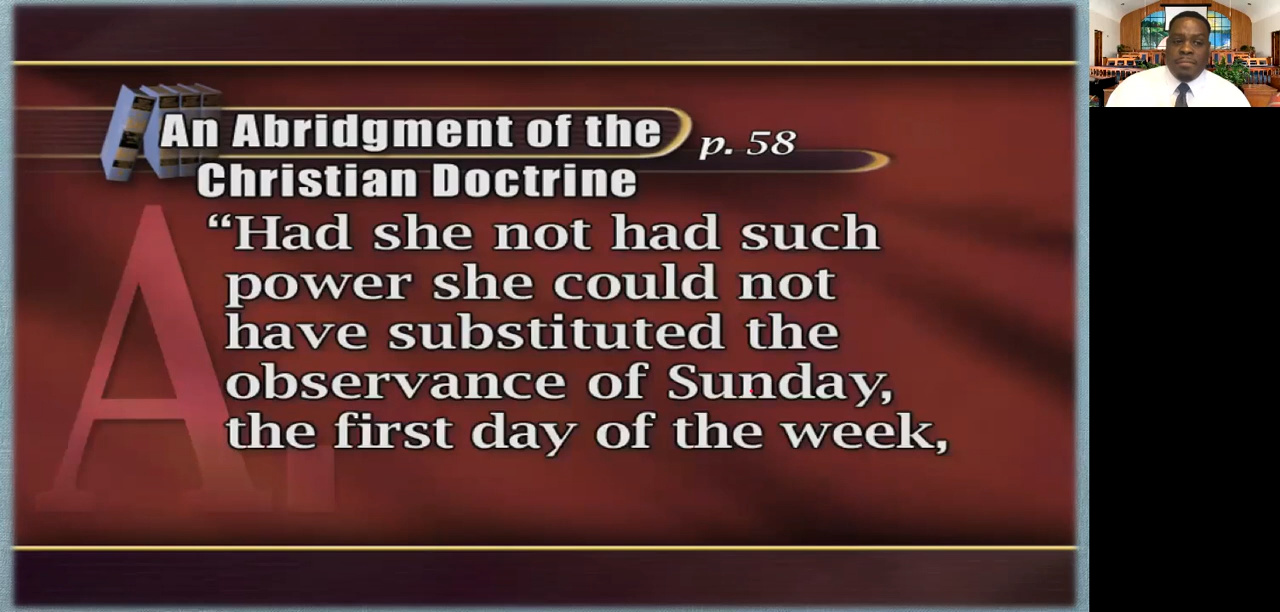 An Abridgment of the
p. 58
Christian Doctrine
“Had she not had such
power she could not
have substituted the
observance of Sunday,
the first day of the week,
A